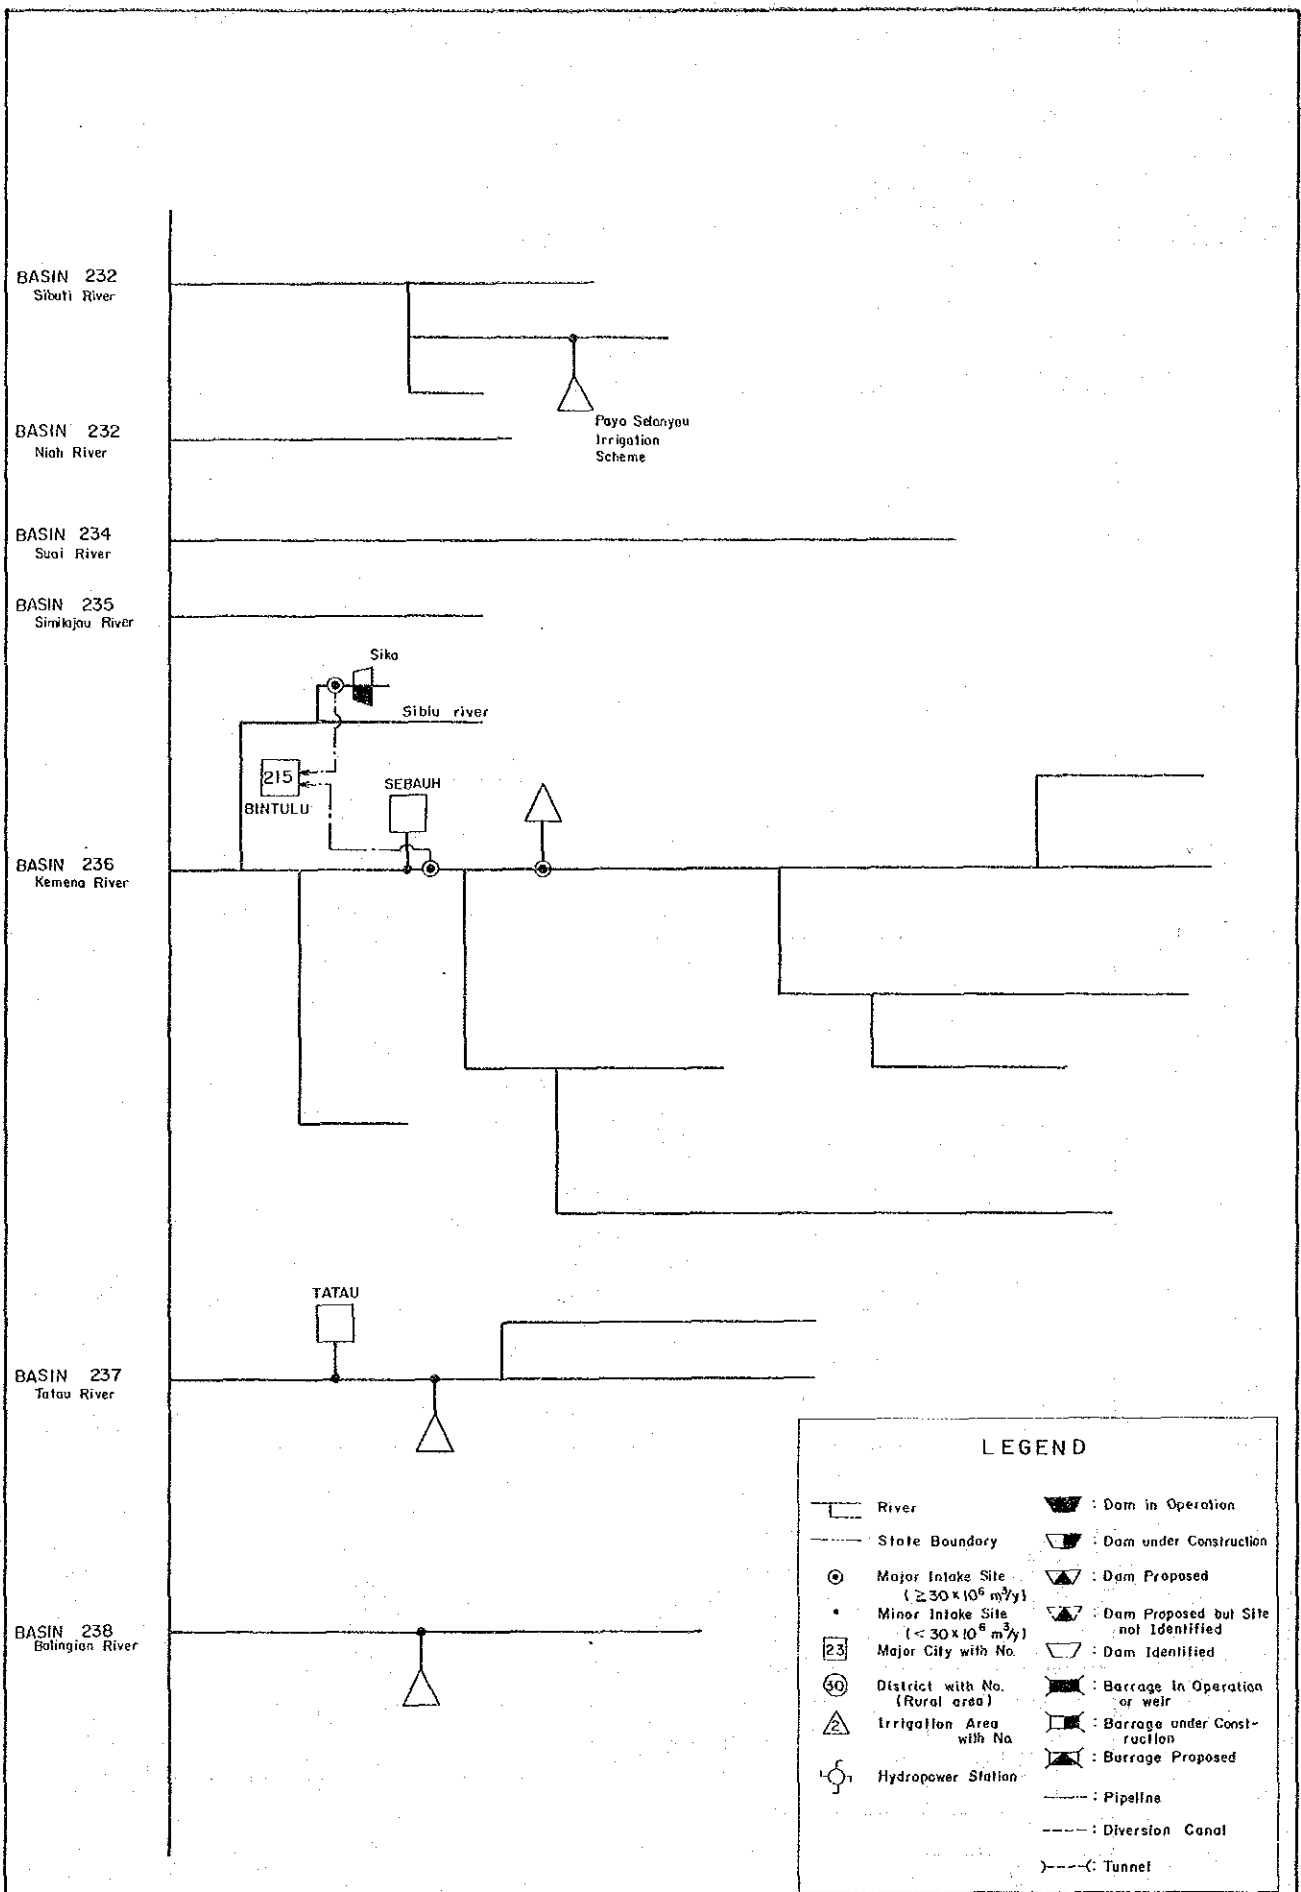 BASIN 232
Sibuti River
Paya Selanyau
Irrigation
Scheme
BASIN 232
Niah River
BASIN 234
Suai River
BASIN 235
Similajau River
Sika
Sibiu river
215
BINTULU
SEBAUH
BASIN 236
Kemena River
TATAU
BASIN 237
Tatau River
BASIN 238
Balingian River
LEGEND
River
State Boundary
Major Intake Site
(≥30×10⁶ m³/y)
Minor Intake Site
(<30×10⁶ m³/y)
23 Major City with No.
30 District with No.
(Rural area)
2 Irrigation Area
with No
Hydropower Station
: Dam in Operation
: Dam under Construction
: Dam Proposed
: Dam Proposed but Site
not Identified
: Dam Identified
: Barrage in Operation
or weir
: Barrage under Const-
ruction
: Barrage Proposed
: Pipeline
: Diversion Canal
: Tunnel